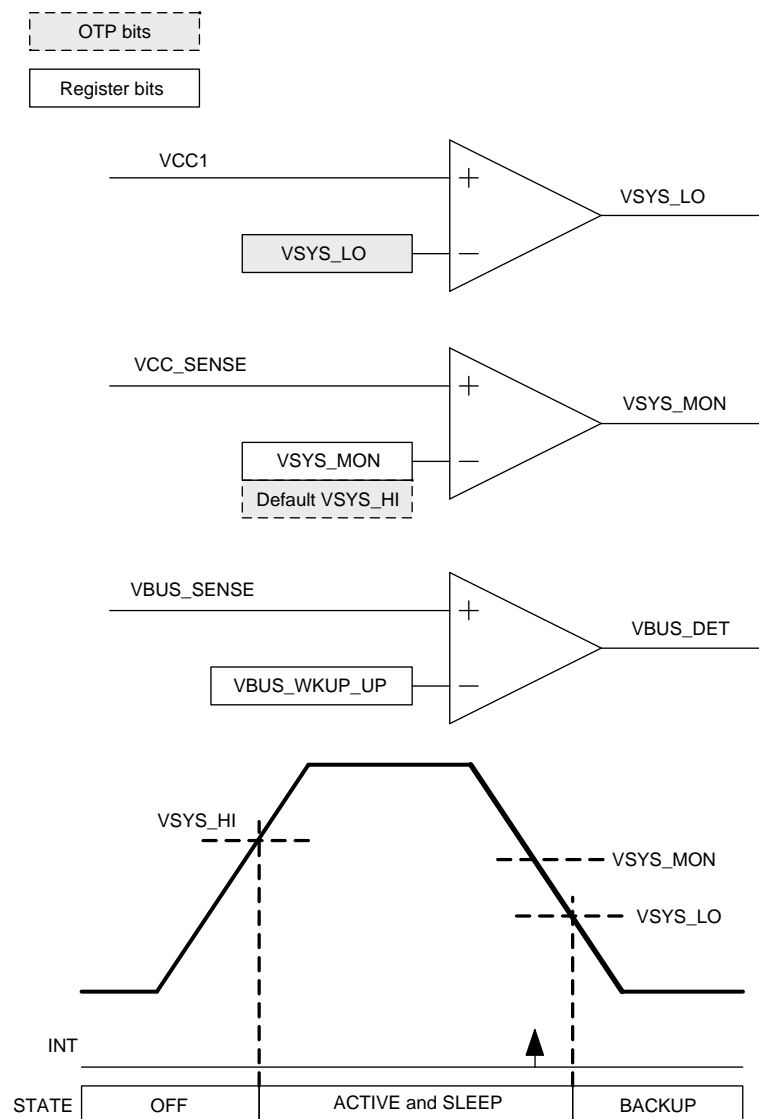 OTP bits
Register bits
VCC1
+
VSYS_LO
VSYS_LO
−
VCC_SENSE
+
VSYS_MON
VSYS_MON
−
Default VSYS_HI
VBUS_SENSE
+
VBUS_DET
VBUS_WKUP_UP
−
VSYS_HI
VSYS_MON
VSYS_LO
INT
STATE
OFF
ACTIVE and SLEEP
BACKUP